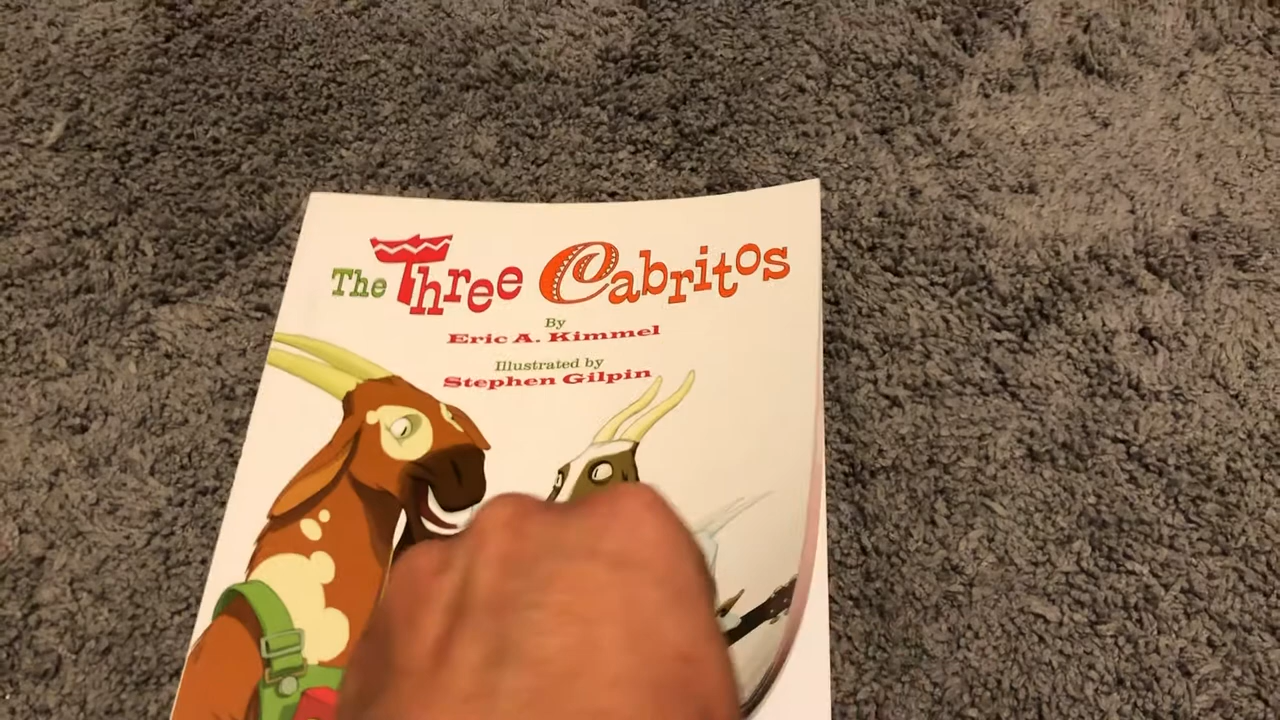 The Three Cabritos
By
Eric A. Kimmel
Illustrated by
Stephen Gilpin